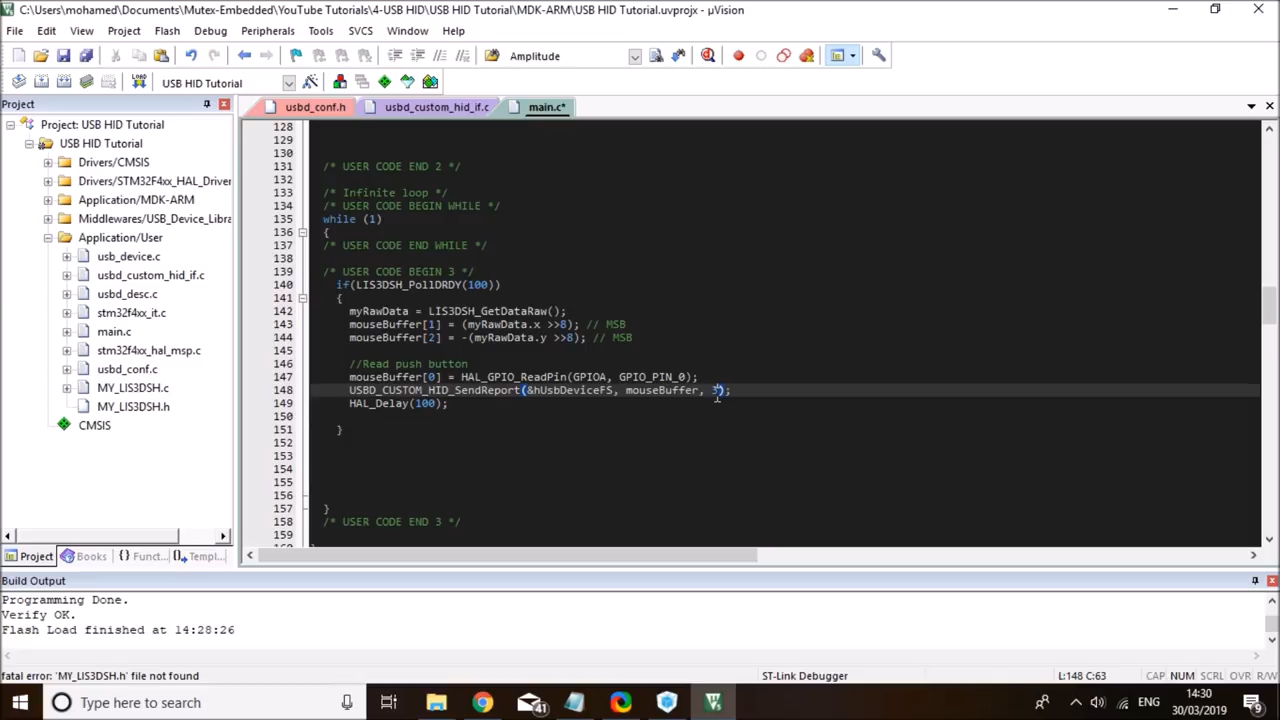 C:\Users\mohamed\Documents\Mutex-Embedded\YouTube Tutorials\4-USB HID\USB HID Tutorial\MDK-ARM\USB HID Tutorial.uvprojx - µVision
File Edit View Project Flash Debug Peripherals Tools SVCS Window Help
Amplitude
USB HID Tutorial
Project
usbd_conf.h usbd_custom_hid_if.c main.c*
Project: USB HID Tutorial
USB HID Tutorial
Drivers/CMSIS
Drivers/STM32F4xx_HAL_Driver
Application/MDK-ARM
Middlewares/USB_Device_Libra
Application/User
usb_device.c
usbd_custom_hid_if.c
usbd_desc.c
stm32f4xx_it.c
main.c
stm32f4xx_hal_msp.c
usbd_conf.c
MY_LIS3DSH.c
MY_LIS3DSH.h
CMSIS
128
129
130
131 /* USER CODE END 2 */
132
133 /* Infinite loop */
134 /* USER CODE BEGIN WHILE */
135 while (1)
136 {
137 /* USER CODE END WHILE */
138
139 /* USER CODE BEGIN 3 */
140 if(LIS3DSH_PollDRDY(100))
141 {
142 myRawData = LIS3DSH_GetDataRaw();
143 mouseBuffer[1] = (myRawData.x >>8); // MSB
144 mouseBuffer[2] = -(myRawData.y >>8); // MSB
145
146 //Read push button
147 mouseBuffer[0] = HAL_GPIO_ReadPin(GPIOA, GPIO_PIN_0);
148 USBD_CUSTOM_HID_SendReport(&hUsbDeviceFS, mouseBuffer, 3);
149 HAL_Delay(100);
150
151 }
152
153
154
155
156
157 }
158 /* USER CODE END 3 */
159
Project Books {} Funct... Templ...
Build Output
Programming Done.
Verify OK.
Flash Load finished at 14:28:26
fatal error: 'MY_LIS3DSH.h' file not found ST-Link Debugger L:148 C:63 CAP NUM SCRL OVR R/W
Type here to search 41 ENG 14:30 30/03/2019 9